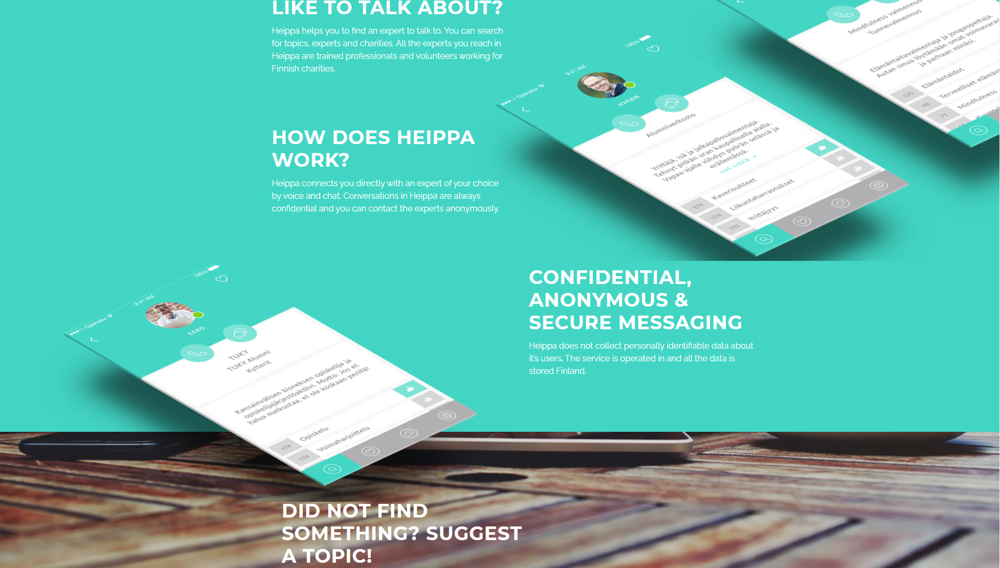 LIKE TO TALK ABOUT?
Heippa helps you to find an expert to talk to. You can search
for topics, experts and charities. All the experts you reach in
Heippa are trained professionals and volunteers working for
Finnish charities.
HOW DOES HEIPPA
WORK?
Heippa connects you directly with an expert of your choice
by voice and chat. Conversations in Heippa are always
confidential and you can contact the experts anonymously.
Mindfulness valmennus
Tunnevalmennus
Elämäntaitovalmentaja ja joogaopettaja.
Autan sinua löytämään omat
ja parhaan minäsi.
125 Elämäntaidot
98 Terveelliset
71 Mindfulness
Operator 9:41 AM 100%
JOHAN
Alumniverkosto
Yrittäjä, isä ja jalkapallovalmentaja.
Tehnyt pitkän uran kaupallisella alalla.
Vapaa-ajalla viihdyn pyörän selässä ja
eräilemässä.
LUE LISÄÄ
174 Kaverisuhteet
154 Liikuntaharrastukset
132 Yrittäjyys
Operator 9:41 AM 100%
EERO
TUKY
TUKY Alumni
Kylterit
Kansainvälisen bisneksen opiskelija ja
opiskelijajärjestöaktiivi. Motto: Jos et
halua matkustaa, et ole koskaan perillä!
174 Opiskelu
154 Voimaharjoittelu
CONFIDENTIAL,
ANONYMOUS &
SECURE MESSAGING
Heippa does not collect personally identifiable data about
it's users. The service is operated in and all the data is
stored Finland.
DID NOT FIND
SOMETHING? SUGGEST
A TOPIC!